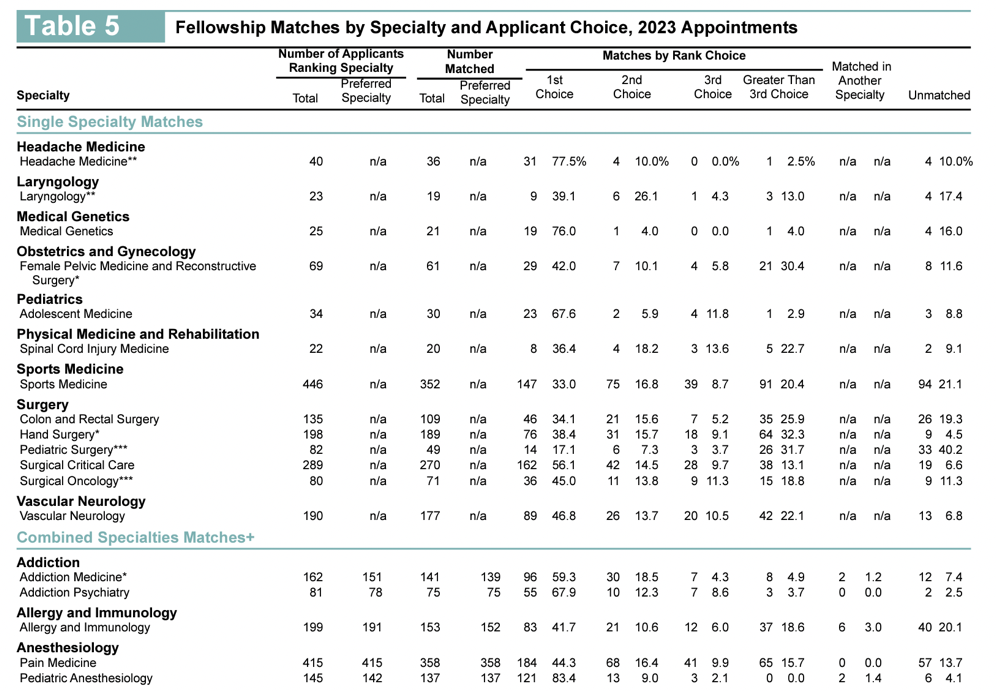 Table 5 Fellowship Matches by Specialty and Applicant Choice, 2023 Appointments
Number of Applicants Ranking Specialty Number Matched Matches by Rank Choice Matched in Another Specialty
Specialty Total Preferred Specialty Total Preferred Specialty 1st Choice 2nd Choice 3rd Choice Greater Than 3rd Choice Unmatched
Single Specialty Matches
Headache Medicine
Headache Medicine** 40 n/a 36 n/a 31 77.5% 4 10.0% 0 0.0% 1 2.5% n/a n/a 4 10.0%
Laryngology
Laryngology** 23 n/a 19 n/a 9 39.1 6 26.1 1 4.3 3 13.0 n/a n/a 4 17.4
Medical Genetics
Medical Genetics 25 n/a 21 n/a 19 76.0 1 4.0 0 0.0 1 4.0 n/a n/a 4 16.0
Obstetrics and Gynecology
Female Pelvic Medicine and Reconstructive 69 n/a 61 n/a 29 42.0 7 10.1 4 5.8 21 30.4 n/a n/a 8 11.6
Surgery*
Pediatrics
Adolescent Medicine 34 n/a 30 n/a 23 67.6 2 5.9 4 11.8 1 2.9 n/a n/a 3 8.8
Physical Medicine and Rehabilitation
Spinal Cord Injury Medicine 22 n/a 20 n/a 8 36.4 4 18.2 3 13.6 5 22.7 n/a n/a 2 9.1
Sports Medicine
Sports Medicine 446 n/a 352 n/a 147 33.0 75 16.8 39 8.7 91 20.4 n/a n/a 94 21.1
Surgery
Colon and Rectal Surgery 135 n/a 109 n/a 46 34.1 21 15.6 7 5.2 35 25.9 n/a n/a 26 19.3
Hand Surgery* 198 n/a 189 n/a 76 38.4 31 15.7 18 9.1 64 32.3 n/a n/a 9 4.5
Pediatric Surgery*** 82 n/a 49 n/a 14 17.1 6 7.3 3 3.7 26 31.7 n/a n/a 33 40.2
Surgical Critical Care 289 n/a 270 n/a 162 56.1 42 14.5 28 9.7 38 13.1 n/a n/a 19 6.6
Surgical Oncology*** 80 n/a 71 n/a 36 45.0 11 13.8 9 11.3 15 18.8 n/a n/a 9 11.3
Vascular Neurology
Vascular Neurology 190 n/a 177 n/a 89 46.8 26 13.7 20 10.5 42 22.1 n/a n/a 13 6.8
Combined Specialties Matches+
Addiction
Addiction Medicine* 162 151 141 139 96 59.3 30 18.5 7 4.3 8 4.9 2 1.2 12 7.4
Addiction Psychiatry 81 78 75 75 55 67.9 10 12.3 7 8.6 3 3.7 0 0.0 2 2.5
Allergy and Immunology
Allergy and Immunology 199 191 153 152 83 41.7 21 10.6 12 6.0 37 18.6 6 3.0 40 20.1
Anesthesiology
Pain Medicine 415 415 358 358 184 44.3 68 16.4 41 9.9 65 15.7 0 0.0 57 13.7
Pediatric Anesthesiology 145 142 137 137 121 83.4 13 9.0 3 2.1 0 0.0 2 1.4 6 4.1